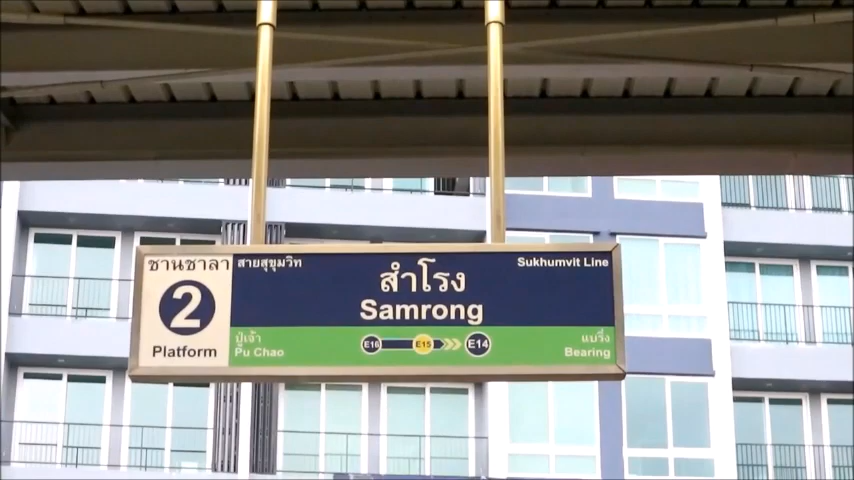 ชานชาลา
2
Platform
สายสุขุมวิท
Sukhumvit Line
สำโรง
Samrong
ปู่เจ้า
Pu Chao
E16 E15 E14
แบริ่ง
Bearing